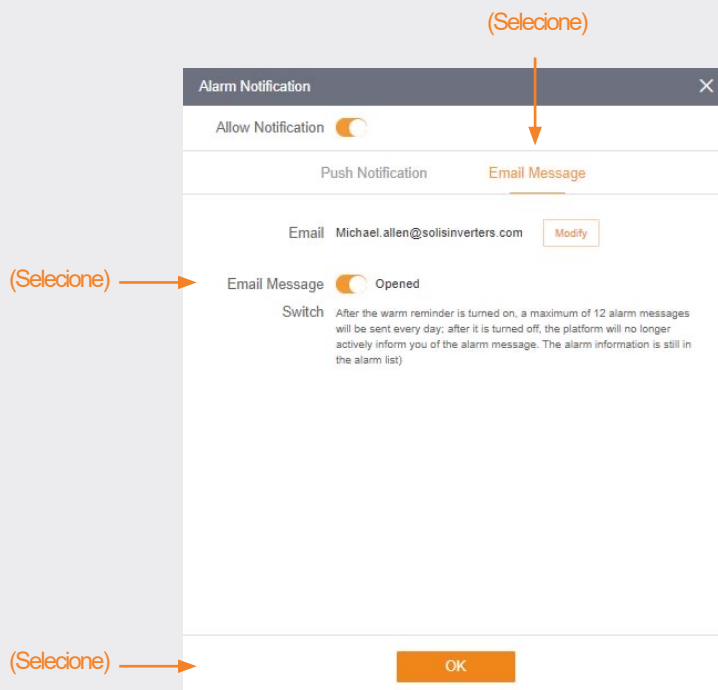 (Selecione)
Alarm Notification
Allow Notification
Push Notification
Email Message
Email Michael.allen@solisinverters.com Modify
(Selecione)
Email Message Opened
Switch After the warm reminder is turned on, a maximum of 12 alarm messages
will be sent every day; after it is turned off, the platform will no longer
actively inform you of the alarm message. The alarm information is still in
the alarm list)
(Selecione)
OK